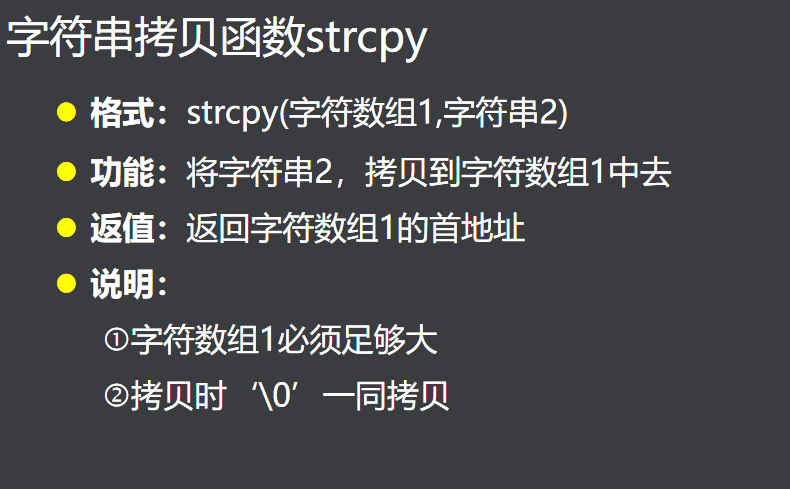 字符串拷贝函数strcpy
格式：strcpy(字符数组1,字符串2)
功能：将字符串2，拷贝到字符数组1中去
返值：返回字符数组1的首地址
说明：
①字符数组1必须足够大
②拷贝时‘\0’一同拷贝